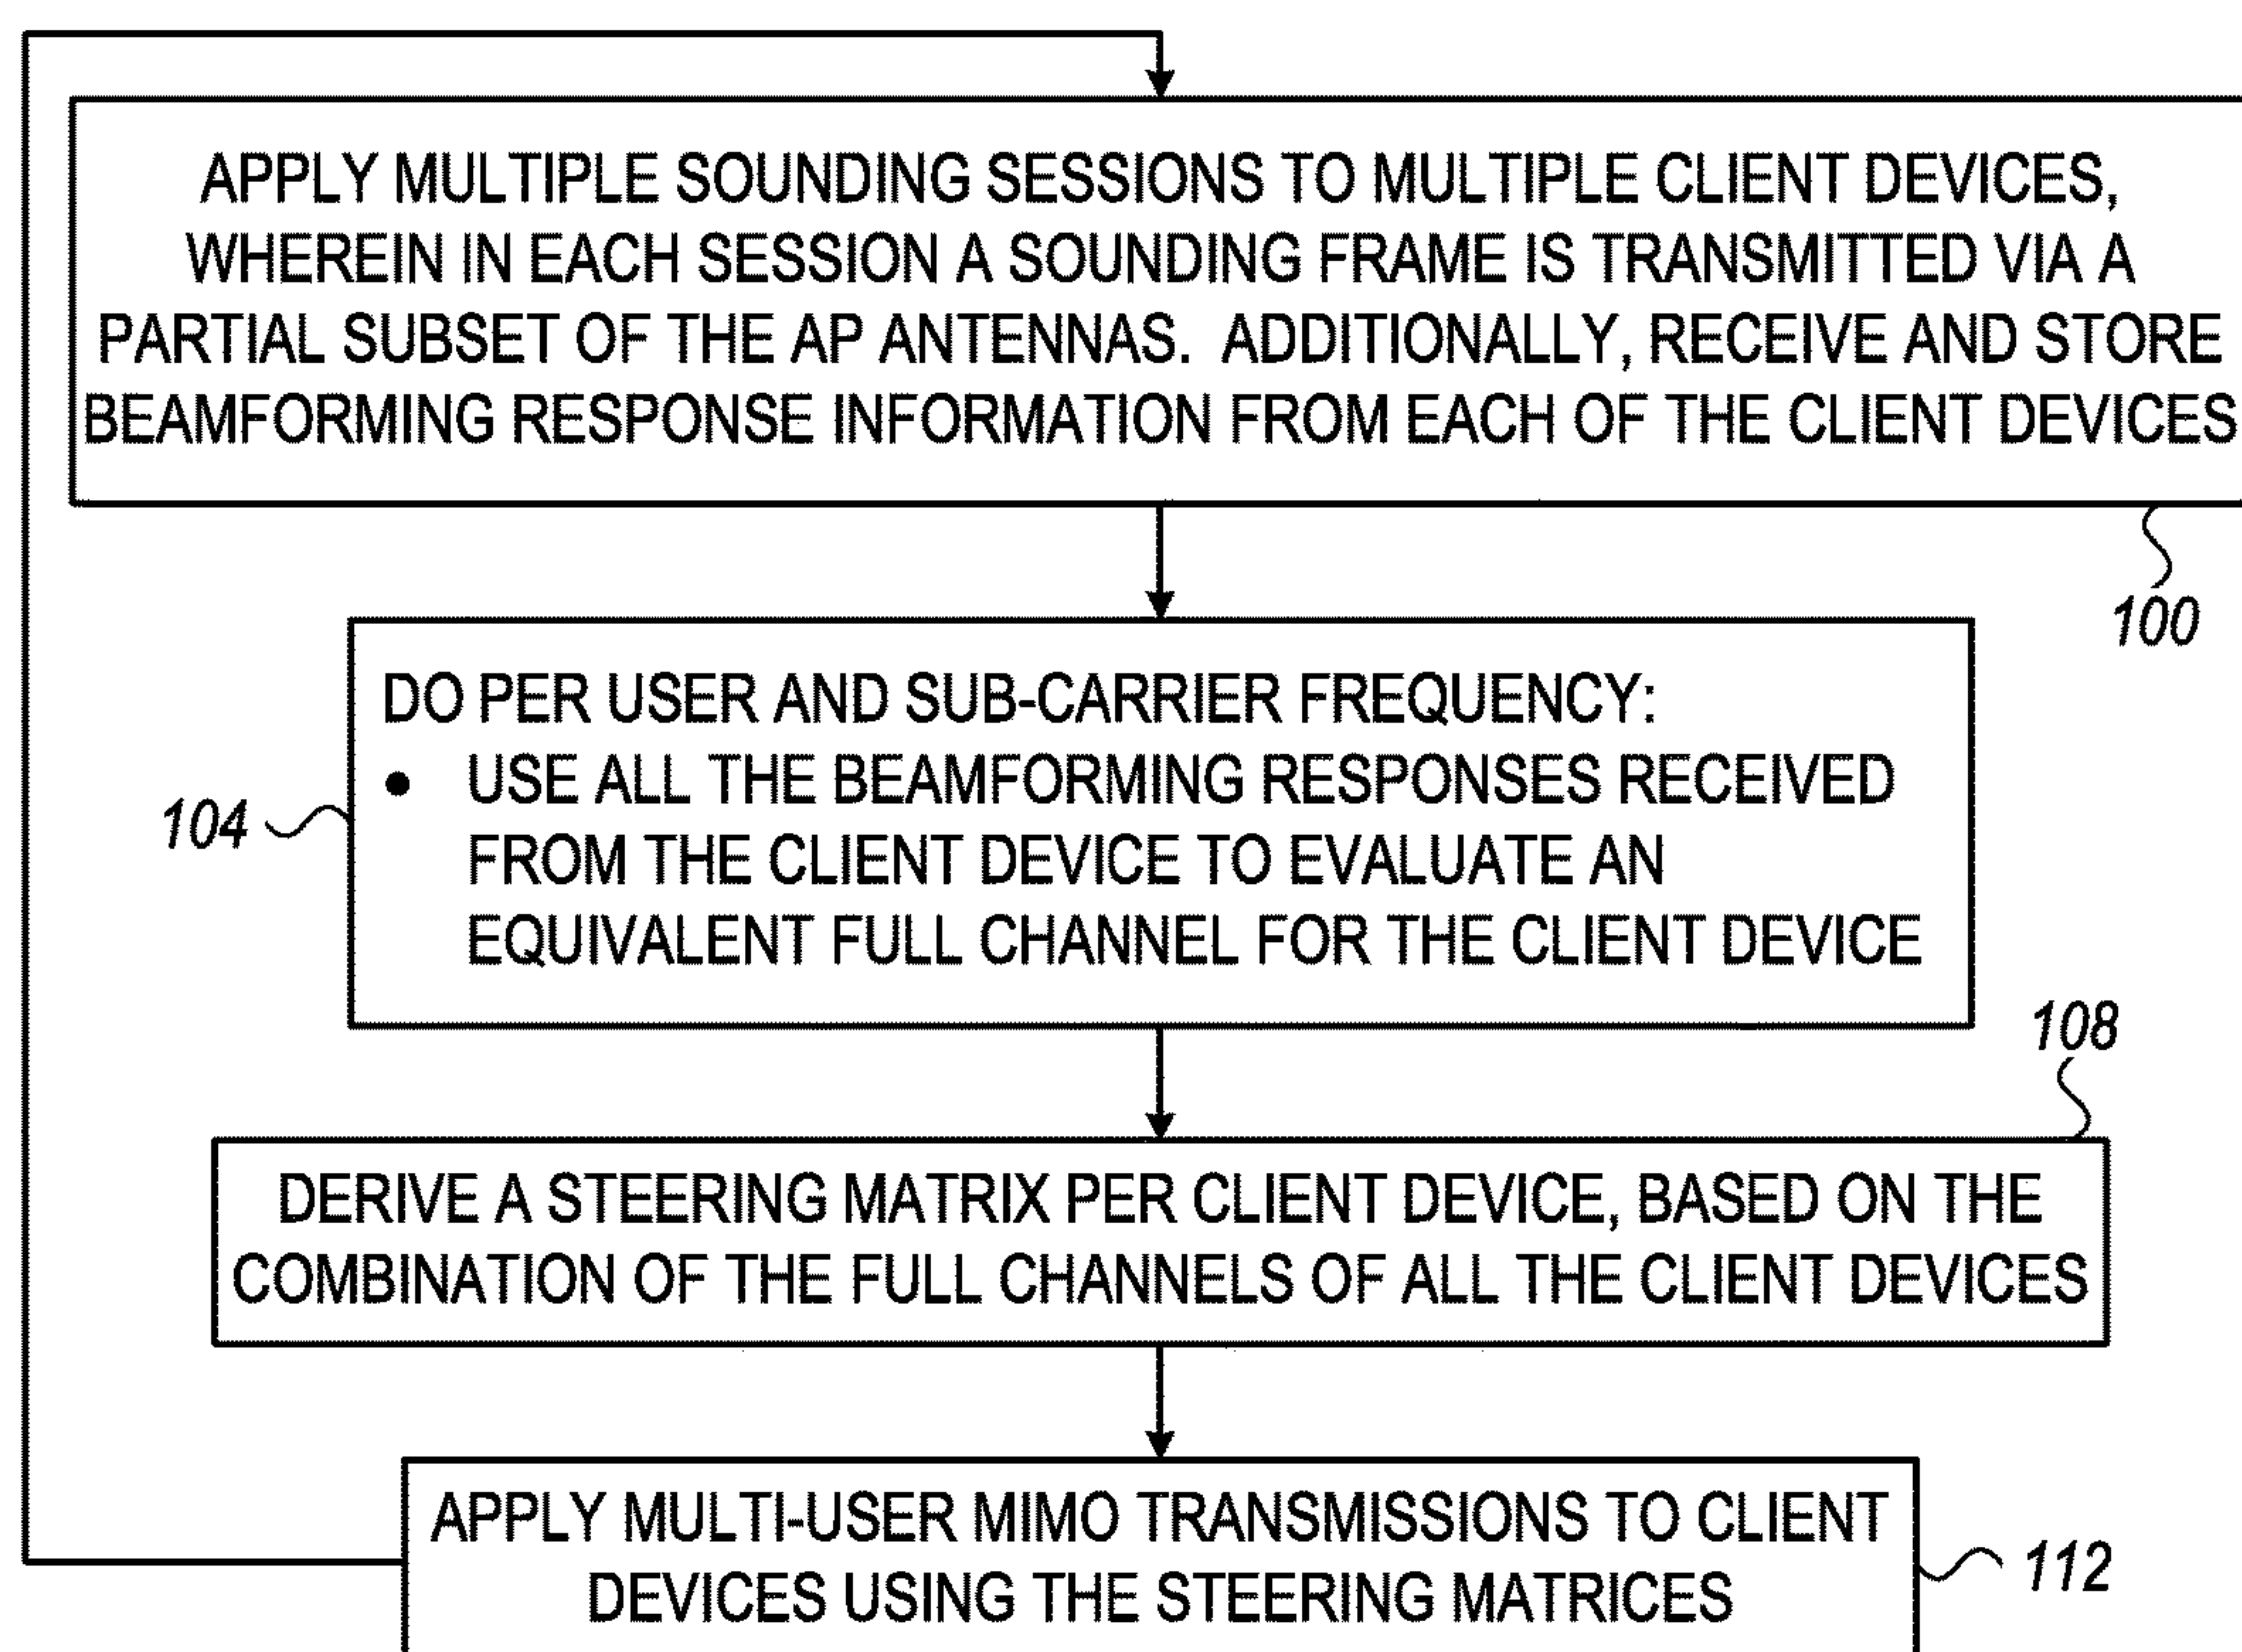 APPLY MULTIPLE SOUNDING SESSIONS TO MULTIPLE CLIENT DEVICES,
WHEREIN IN EACH SESSION A SOUNDING FRAME IS TRANSMITTED VIA A
PARTIAL SUBSET OF THE AP ANTENNAS. ADDITIONALLY, RECEIVE AND STORE
BEAMFORMING RESPONSE INFORMATION FROM EACH OF THE CLIENT DEVICES
100
DO PER USER AND SUB-CARRIER FREQUENCY:
• USE ALL THE BEAMFORMING RESPONSES RECEIVED
FROM THE CLIENT DEVICE TO EVALUATE AN
EQUIVALENT FULL CHANNEL FOR THE CLIENT DEVICE
104
108
DERIVE A STEERING MATRIX PER CLIENT DEVICE, BASED ON THE
COMBINATION OF THE FULL CHANNELS OF ALL THE CLIENT DEVICES
APPLY MULTI-USER MIMO TRANSMISSIONS TO CLIENT
DEVICES USING THE STEERING MATRICES
112